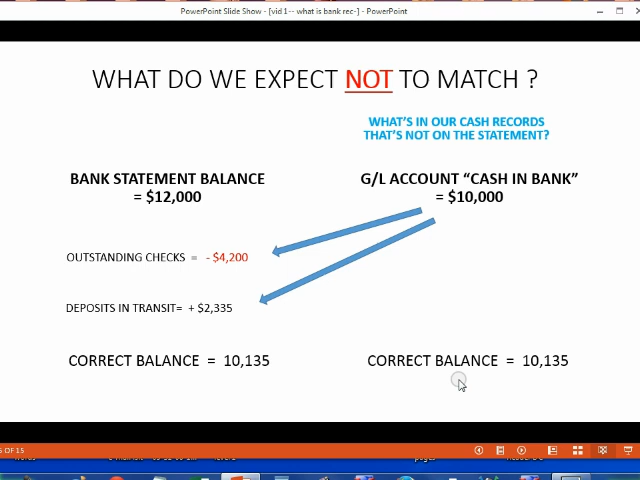 PowerPoint Slide Show - [vid 1-- what is bank rec-] - PowerPoint
WHAT DO WE EXPECT NOT TO MATCH ?
WHAT'S IN OUR CASH RECORDS
THAT'S NOT ON THE STATEMENT?
BANK STATEMENT BALANCE
= $12,000
G/L ACCOUNT “CASH IN BANK”
= $10,000
OUTSTANDING CHECKS = - $4,200
DEPOSITS IN TRANSIT= + $2,335
CORRECT BALANCE = 10,135
CORRECT BALANCE = 10,135
OF 15